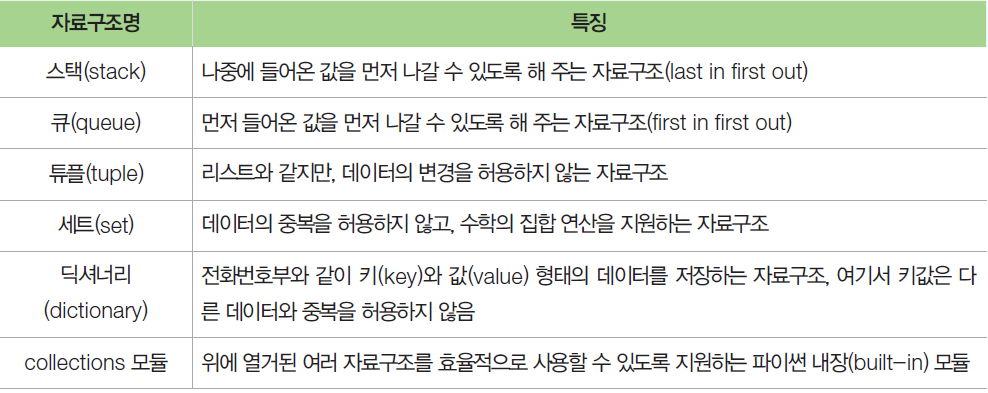 자료구조명 특징
스택(stack) 나중에 들어온 값을 먼저 나갈 수 있도록 해 주는 자료구조(last in first out)
큐(queue) 먼저 들어온 값을 먼저 나갈 수 있도록 해 주는 자료구조(first in first out)
튜플(tuple) 리스트와 같지만, 데이터의 변경을 허용하지 않는 자료구조
세트(set) 데이터의 중복을 허용하지 않고, 수학의 집합 연산을 지원하는 자료구조
딕셔너리
(dictionary)
전화번호부와 같이 키(key)와 값(value) 형태의 데이터를 저장하는 자료구조, 여기서 키값은 다
른 데이터와 중복을 허용하지 않음
collections 모듈 위에 열거된 여러 자료구조를 효율적으로 사용할 수 있도록 지원하는 파이썬 내장(built-in) 모듈